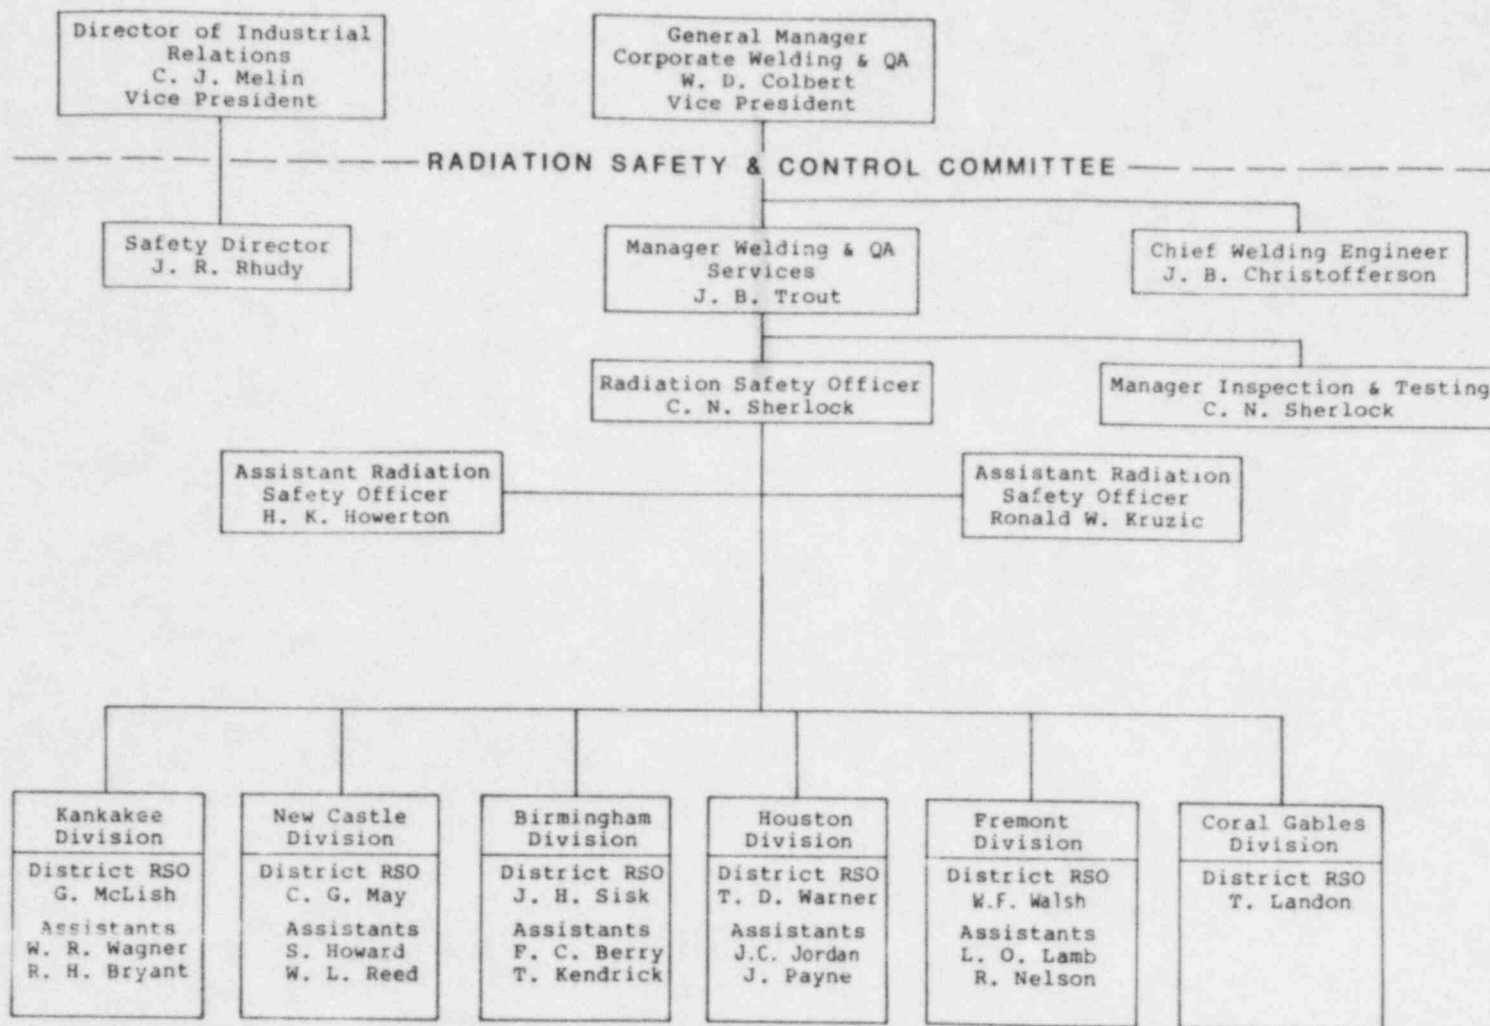 Director of Industrial
Relations
C. J. Melin
Vice President
General Manager
Corporate Welding & QA
W. D. Colbert
Vice President
RADIATION SAFETY & CONTROL COMMITTEE
Safety Director
J. R. Rhudy
Manager Welding & QA
Services
J. B. Trout
Chief Welding Engineer
J. B. Christofferson
Radiation Safety Officer
C. N. Sherlock
Manager Inspection & Testing
C. N. Sherlock
Assistant Radiation
Safety Officer
H. K. Howerton
Assistant Radiation
Safety Officer
Ronald W. Kruzic
Kankakee
Division
District RSO
G. McLish
Assistants
W. R. Wagner
R. H. Bryant
New Castle
Division
District RSO
C. G. May
Assistants
S. Howard
W. L. Reed
Birmingham
Division
District RSO
J. H. Sisk
Assistants
F. C. Berry
T. Kendrick
Houston
Division
District RSO
T. D. Warner
Assistants
J.C. Jordan
J. Payne
Fremont
Division
District RSO
W.F. Walsh
Assistants
L. O. Lamb
R. Nelson
Coral Gables
Division
District RSO
T. Landon